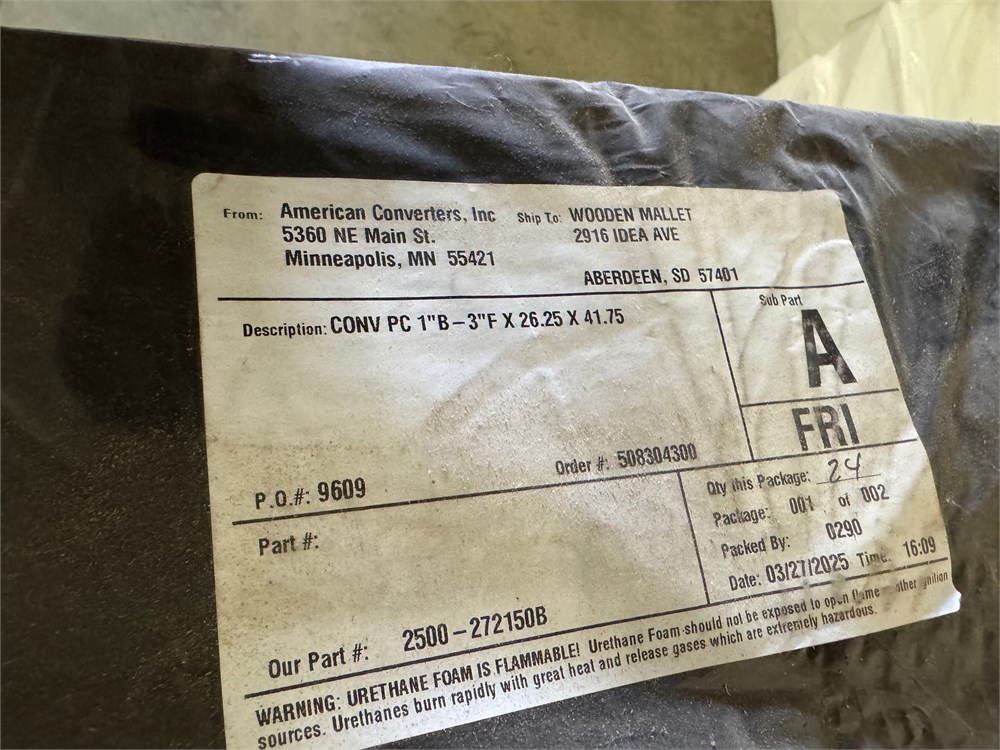 From: American Converters, Inc Ship To: WOODEN MALLET
5360 NE Main St. 2916 IDEA AVE
Minneapolis, MN 55421
ABERDEEN, SD 57401
Description: CONV PC 1"B-3"F X 26.25 X 41.75
Sub Part
A
FRI
P.O.#: 9609 Order #: 508304300
Qty this Package: 24
Package: 001 of 002
Packed By: 0290
Date: 03/27/2025 Time: 16:09
Part #:
Our Part #: 2500-272150B
WARNING: URETHANE FOAM IS FLAMMABLE! Urethane Foam should not be exposed to open flame other ignition
sources. Urethanes burn rapidly with great heat and release gases which are extremely hazardous.